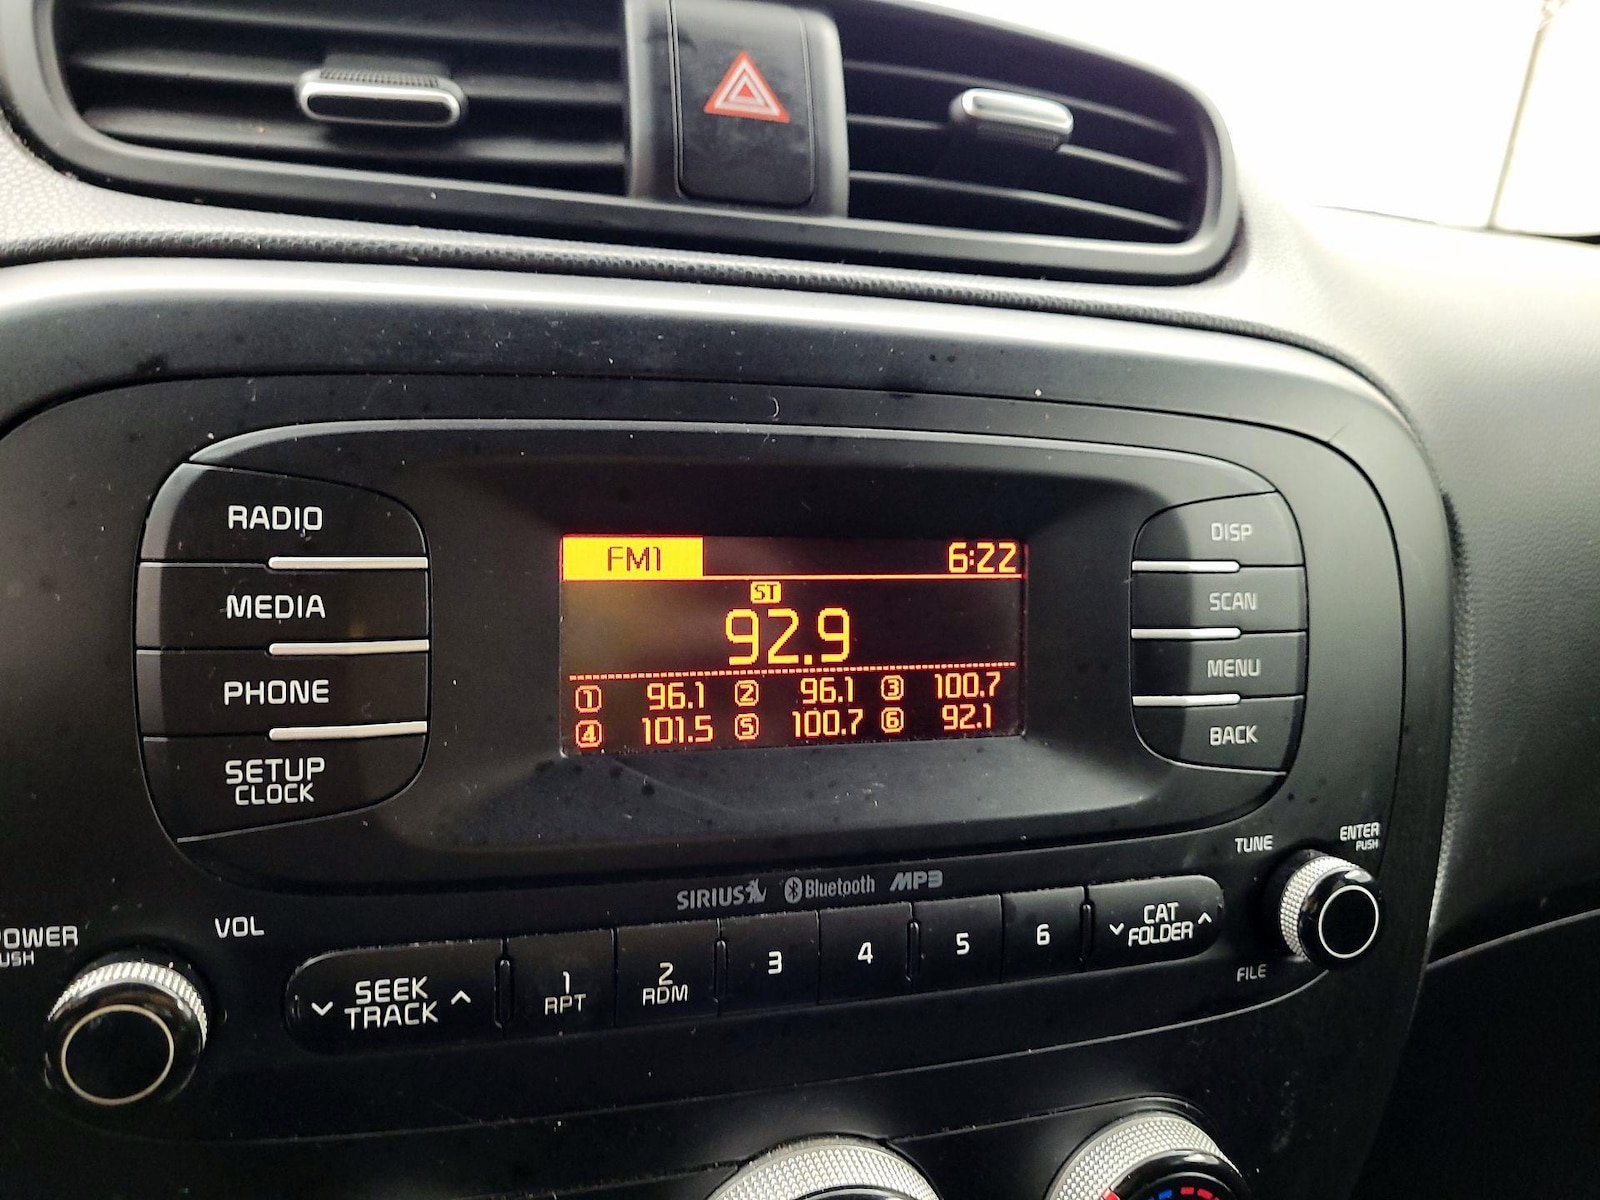 RADIO
MEDIA
PHONE
SETUP
CLOCK
FM1 6:22
ST
92.9
1 96.1 2 96.1 3 100.7
4 101.5 5 100.7 6 92.1
DISP
SCAN
MENU
BACK
SIRIUS Bluetooth MP3
TUNE
ENTER
PUSH
FILE
POWER
PUSH
VOL
SEEK
TRACK
1
RPT
2
RDM
3
4
5
6
CAT
FOLDER